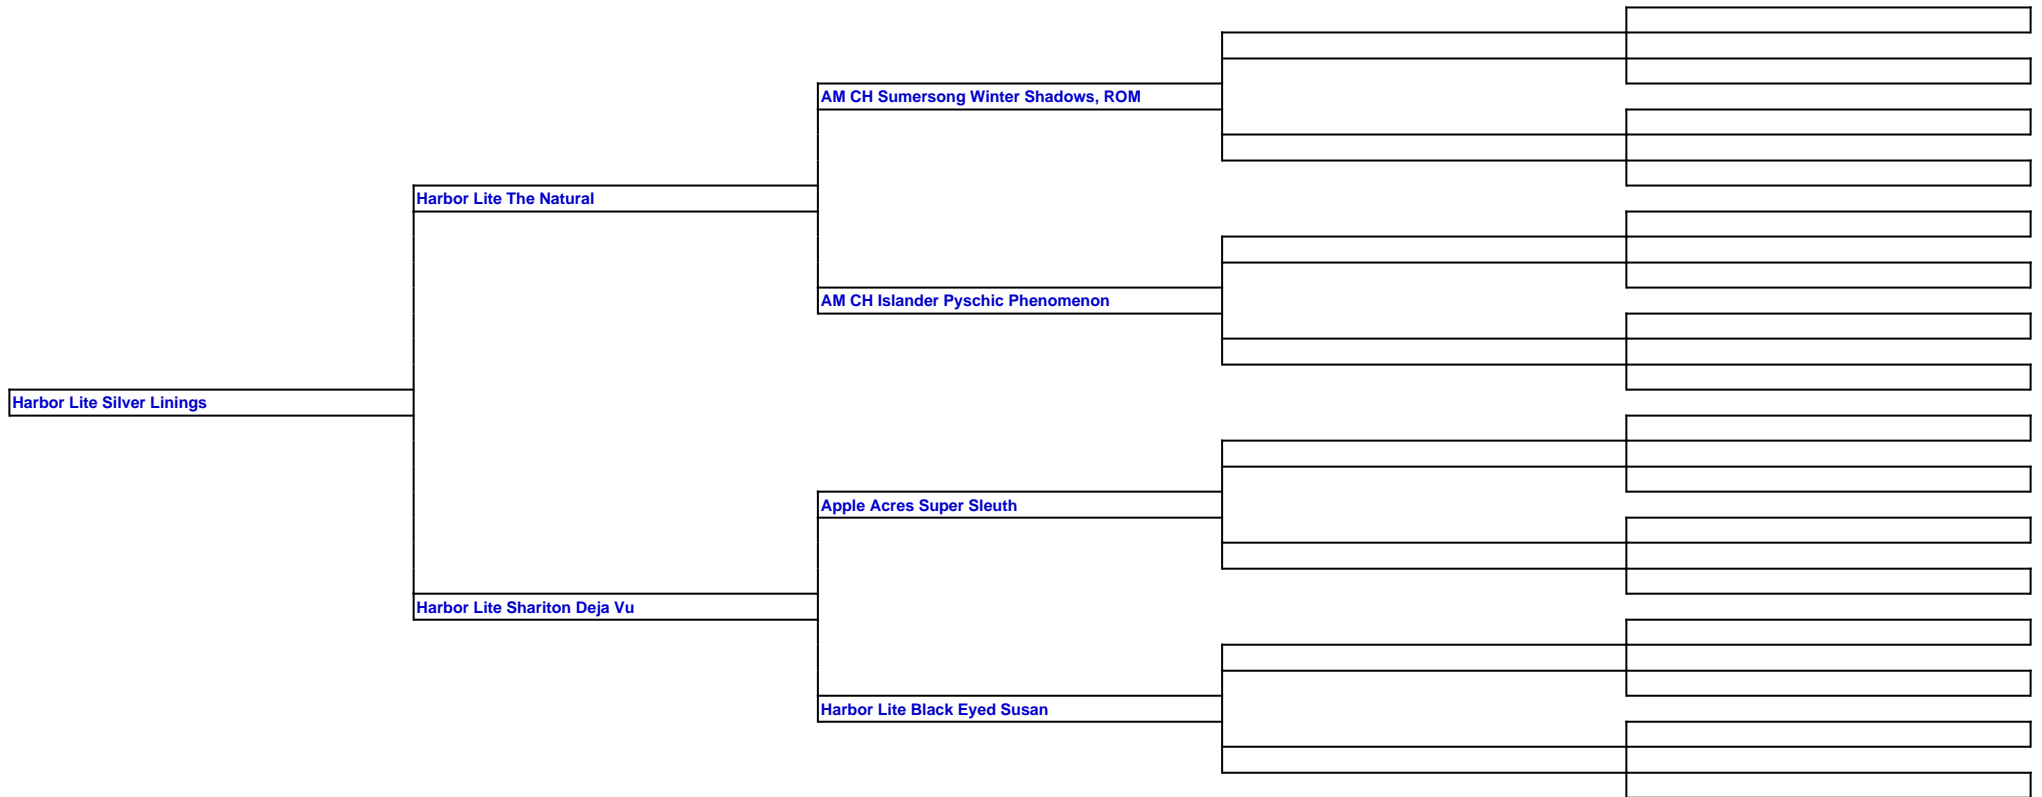 AM CH Sumersong Winter Shadows, ROM
Harbor Lite The Natural
AM CH Islander Pyschic Phenomenon
Harbor Lite Silver Linings
Apple Acres Super Sleuth
Harbor Lite Shariton Deja Vu
Harbor Lite Black Eyed Susan